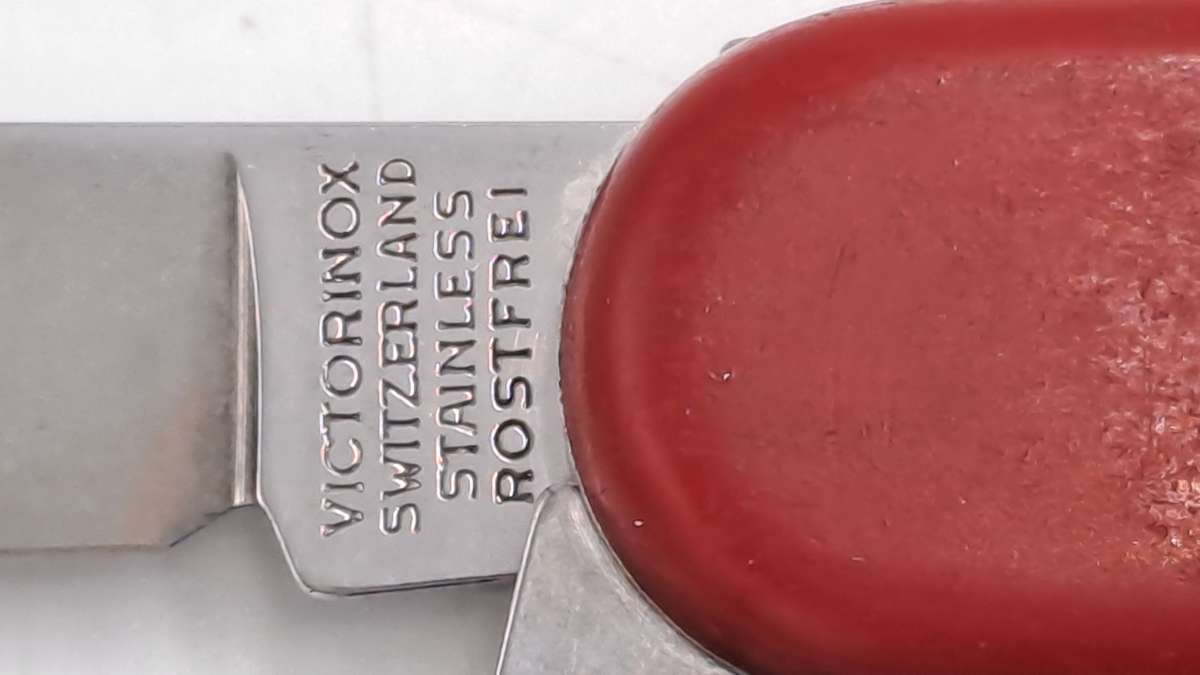 VICTORINOX
SWITZERLAND
STAINLESS
ROSTFREI